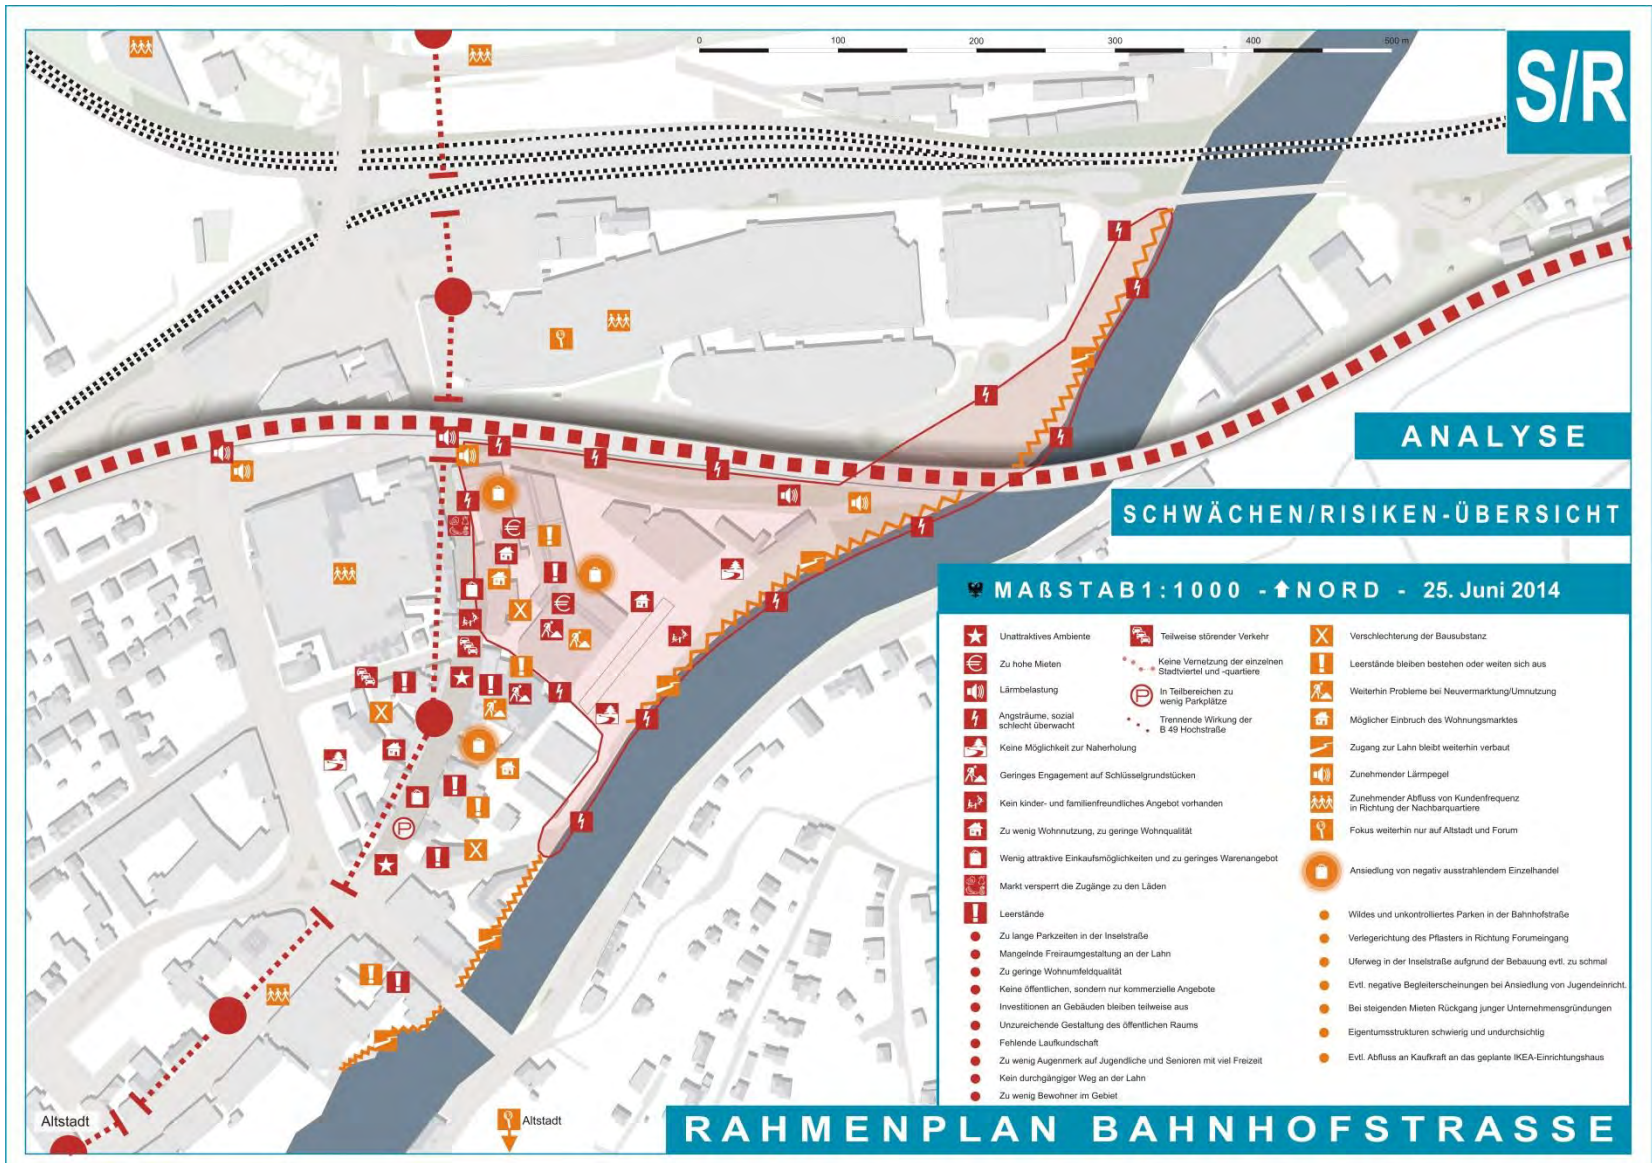 0 100 200 300 400 500 m
S/R
ANALYSE
SCHWÄCHEN/RISIKEN-ÜBERSICHT
MAßSTAB 1:1000 - NORD - 25. Juni 2014
Unattraktives Ambiente
Zu hohe Mieten
Lärmbelastung
Angsträume, sozial
schlecht überwacht
Keine Möglichkeit zur Naherholung
Geringes Engagement auf Schlüsselgrundstücken
Kein kinder- und familienfreundliches Angebot vorhanden
Zu wenig Wohnnutzung, zu geringe Wohnqualität
Wenig attraktive Einkaufsmöglichkeiten und zu geringes Warenangebot
Markt versperrt die Zugänge zu den Läden
Leerstände
Zu lange Parkzeiten in der Inselstraße
Mangelnde Freiraumgestaltung an der Lahn
Zu geringe Wohnumfeldqualität
Keine öffentlichen, sondern nur kommerzielle Angebote
Investitionen an Gebäuden bleiben teilweise aus
Unzureichende Gestaltung des öffentlichen Raums
Fehlende Laufkundschaft
Zu wenig Augenmerk auf Jugendliche und Senioren mit viel Freizeit
Kein durchgängiger Weg an der Lahn
Zu wenig Bewohner im Gebiet
Teilweise störender Verkehr
Keine Vernetzung der einzelnen
Stadtviertel und -quartiere
P
In Teilbereichen zu
wenig Parkplätze
Trennende Wirkung der
B 49 Hochstraße
Verschlechterung der Bausubstanz
Leerstände bleiben bestehen oder weiten sich aus
Weiterhin Probleme bei Neuvermarktung/Umnutzung
Möglicher Einbruch des Wohnungsmarktes
Zugang zur Lahn bleibt weiterhin verbaut
Zunehmender Lärmpegel
Zunehmender Abfluss von Kundenfrequenz
in Richtung der Nachbarquartiere
Fokus weiterhin nur auf Altstadt und Forum
Ansiedlung von negativ ausstrahlendem Einzelhandel
Wildes und unkontrolliertes Parken in der Bahnhofstraße
Verlegerichtung des Pflasters in Richtung Forumeingang
Uferweg in der Inselstraße aufgrund der Bebauung evtl. zu schmal
Evtl. negative Begleiterscheinungen bei Ansiedlung von Jugendeinricht.
Bei steigenden Mieten Rückgang junger Unternehmensgründungen
Eigentumsstrukturen schwierig und undurchsichtig
Evtl. Abfluss an Kaufkraft an das geplante IKEA-Einrichtungshaus
P
Altstadt
Altstadt
RAHMENPLAN BAHNHOFSTRASSE